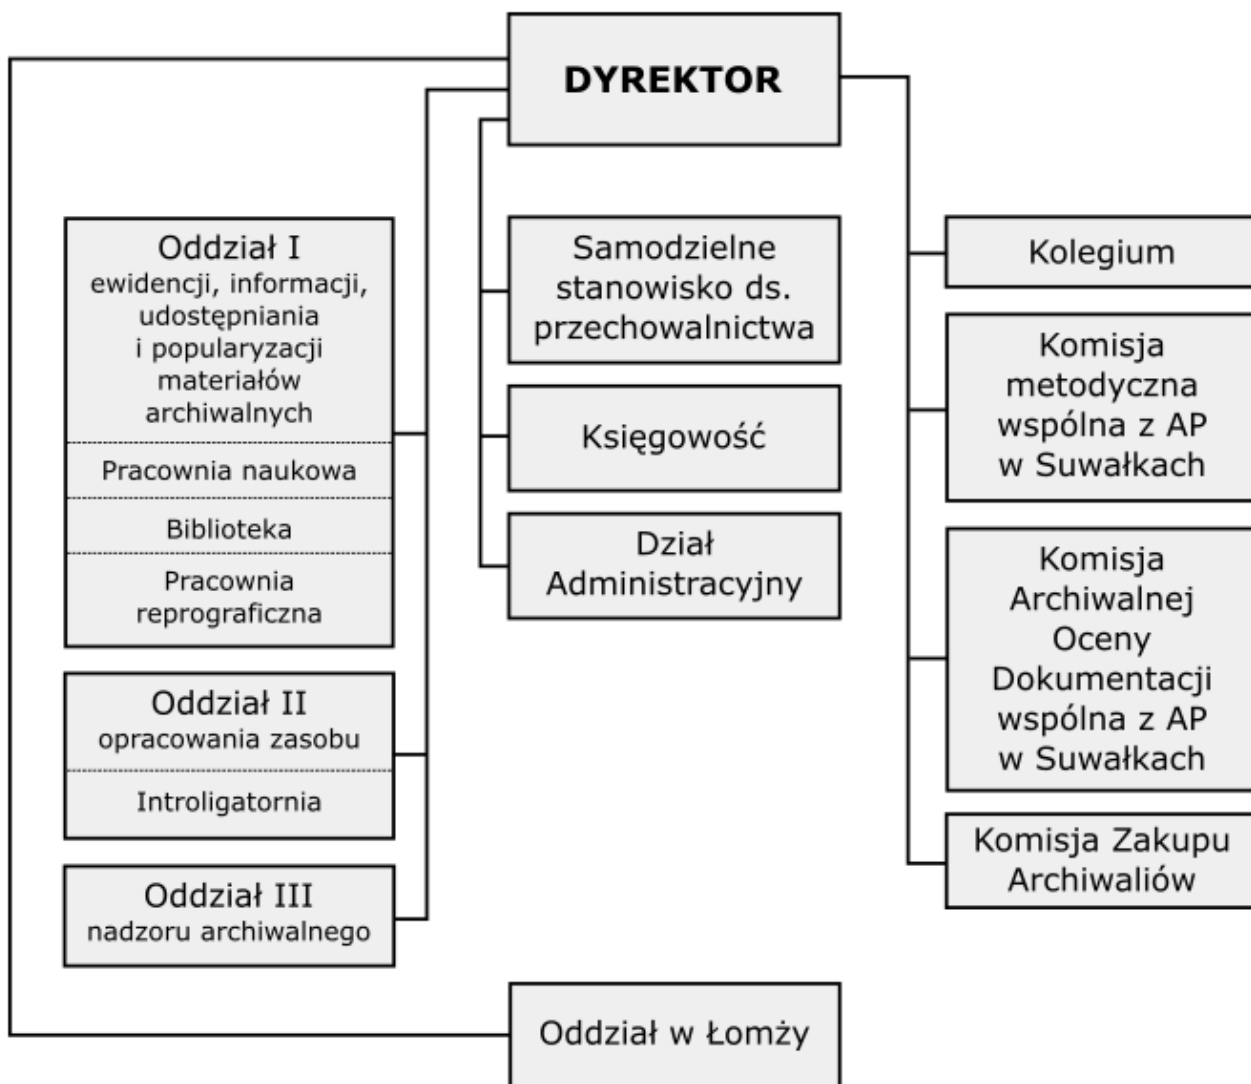 DYREKTOR
Oddział I
ewidencji, informacji,
udostępniania
i popularyzacji
materiałów
archiwalnych
Pracownia naukowa
Biblioteka
Pracownia
reprograficzna
Oddział II
opracowania zasobu
Introligatornia
Oddział III
nadzoru archiwalnego
Samodzielne
stanowisko ds.
przechowalnictwa
Księgowość
Dział
Administracyjny
Kolegium
Komisja
metodyczna
wspólna z AP
w Suwałkach
Komisja
Archiwalnej
Oceny
Dokumentacji
wspólna z AP
w Suwałkach
Komisja Zakupu
Archiwaliów
Oddział w Łomży